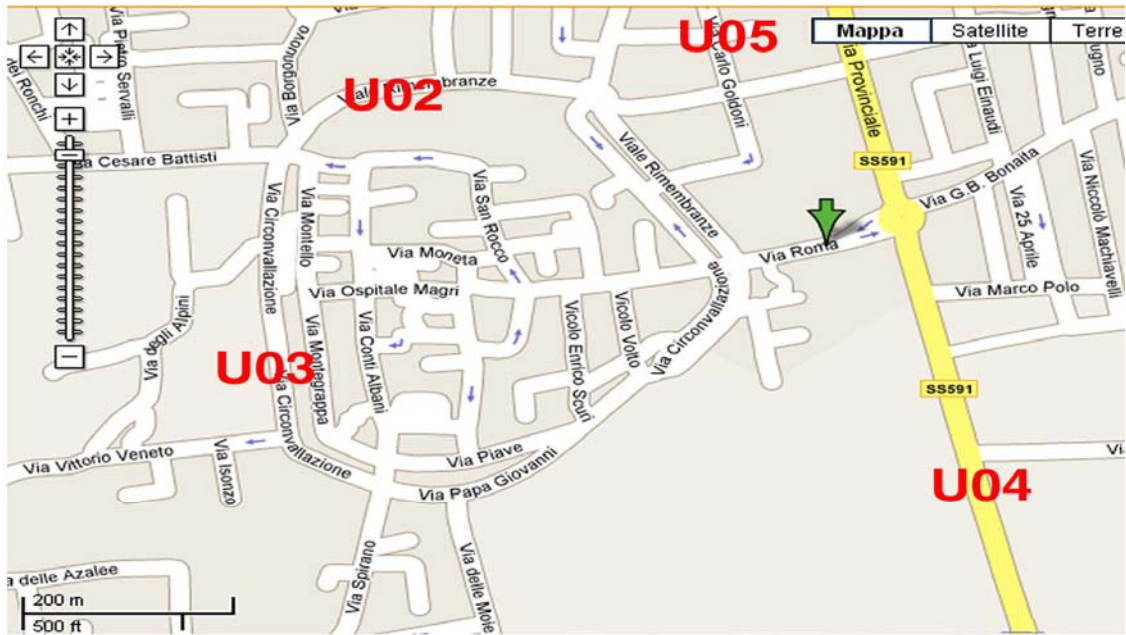 U05
Mappa
Satellite
Terre
Via Pietro Servalli
dei Ronchi
Via Borgonuovo
U02
Viale Rimembranze
Via Carlo Goldoni
Via Provinciale
Via Luigi Einaudi
SS591
Via Cesare Battisti
Viale Rimembranze
Via G.B. Bonaita
Via Niccolò Machiavelli
Via 25 Aprile
Via Circonvallazione
Via Montello
Via San Rocco
Via Moneta
Via Roma
Via Ospitale Magri
Via Marco Polo
Via degli Alpini
Via Montegrappa
Via Conti Albani
Vicolo Enrico Scuri
Vicolo Volto
Via Circonvallazione
U03
SS591
Via Circonvallazione
Via Vittorio Veneto
Via Isonzo
Via Piave
Via Papa Giovanni
U04
Via Spirano
Via delle Moie
a delle Azalee
200 m
500 ft